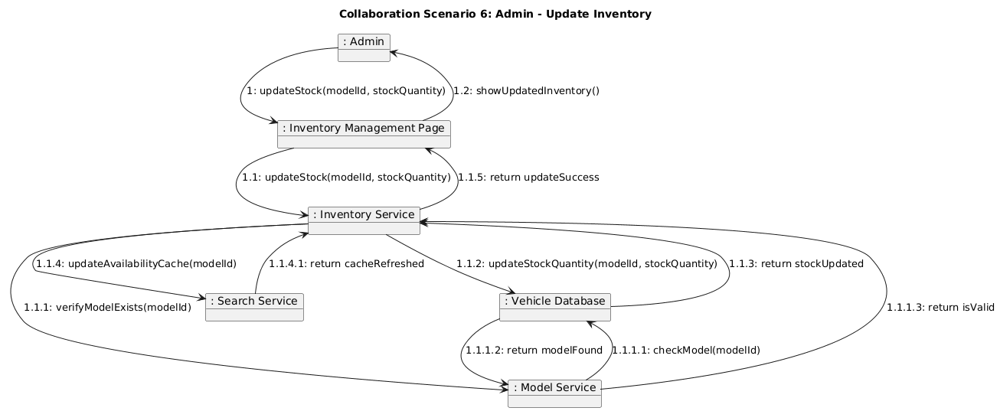 Collaboration Scenario 6: Admin - Update Inventory
: Admin
1: updateStock(modelId, stockQuantity)
1.2: showUpdatedInventory()
: Inventory Management Page
1.1: updateStock(modelId, stockQuantity)
1.1.5: return updateSuccess
: Inventory Service
1.1.4: updateAvailabilityCache(modelId)
1.1.4.1: return cacheRefreshed
1.1.2: updateStockQuantity(modelId, stockQuantity)
1.1.3: return stockUpdated
: Search Service
: Vehicle Database
1.1.1: verifyModelExists(modelId)
1.1.1.3: return isValid
1.1.1.2: return modelFound
1.1.1.1: checkModel(modelId)
: Model Service